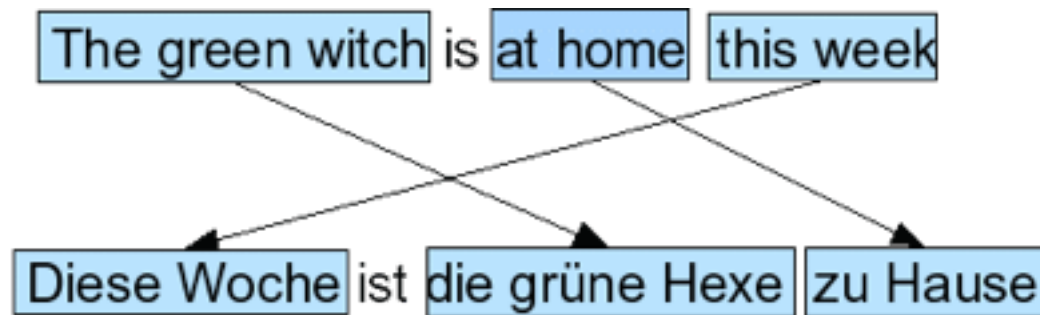 The green witch is at home this week
Diese Woche ist die grüne Hexe zu Hause